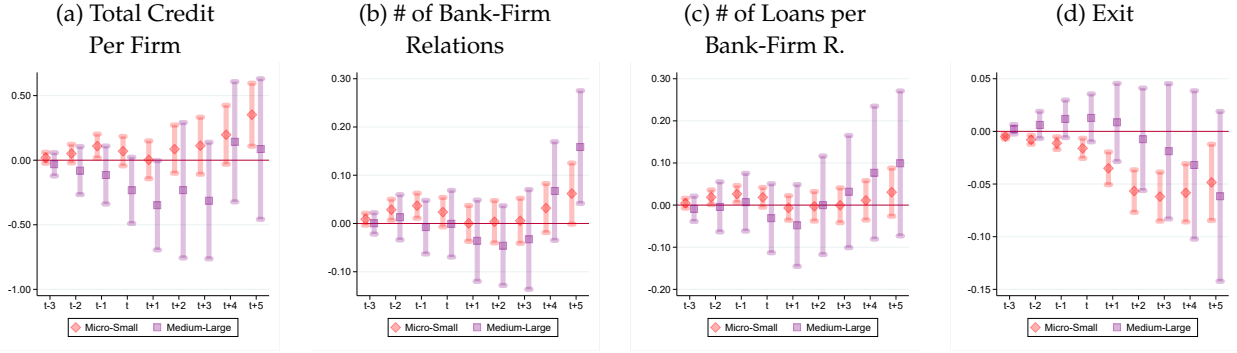 (a) Total Credit
Per Firm
0.50
0.00
-0.50
-1.00
t-3 t-2 t-1 t t+1 t+2 t+3 t+4 t+5
Micro-Small Medium-Large
(b) # of Bank-Firm
Relations
0.30
0.20
0.10
0.00
-0.10
t-3 t-2 t-1 t t+1 t+2 t+3 t+4 t+5
Micro-Small Medium-Large
(c) # of Loans per
Bank-Firm R.
0.30
0.20
0.10
0.00
-0.10
-0.20
t-3 t-2 t-1 t t+1 t+2 t+3 t+4 t+5
Micro-Small Medium-Large
(d) Exit
0.05
0.00
-0.05
-0.10
-0.15
t-3 t-2 t-1 t t+1 t+2 t+3 t+4 t+5
Micro-Small Medium-Large